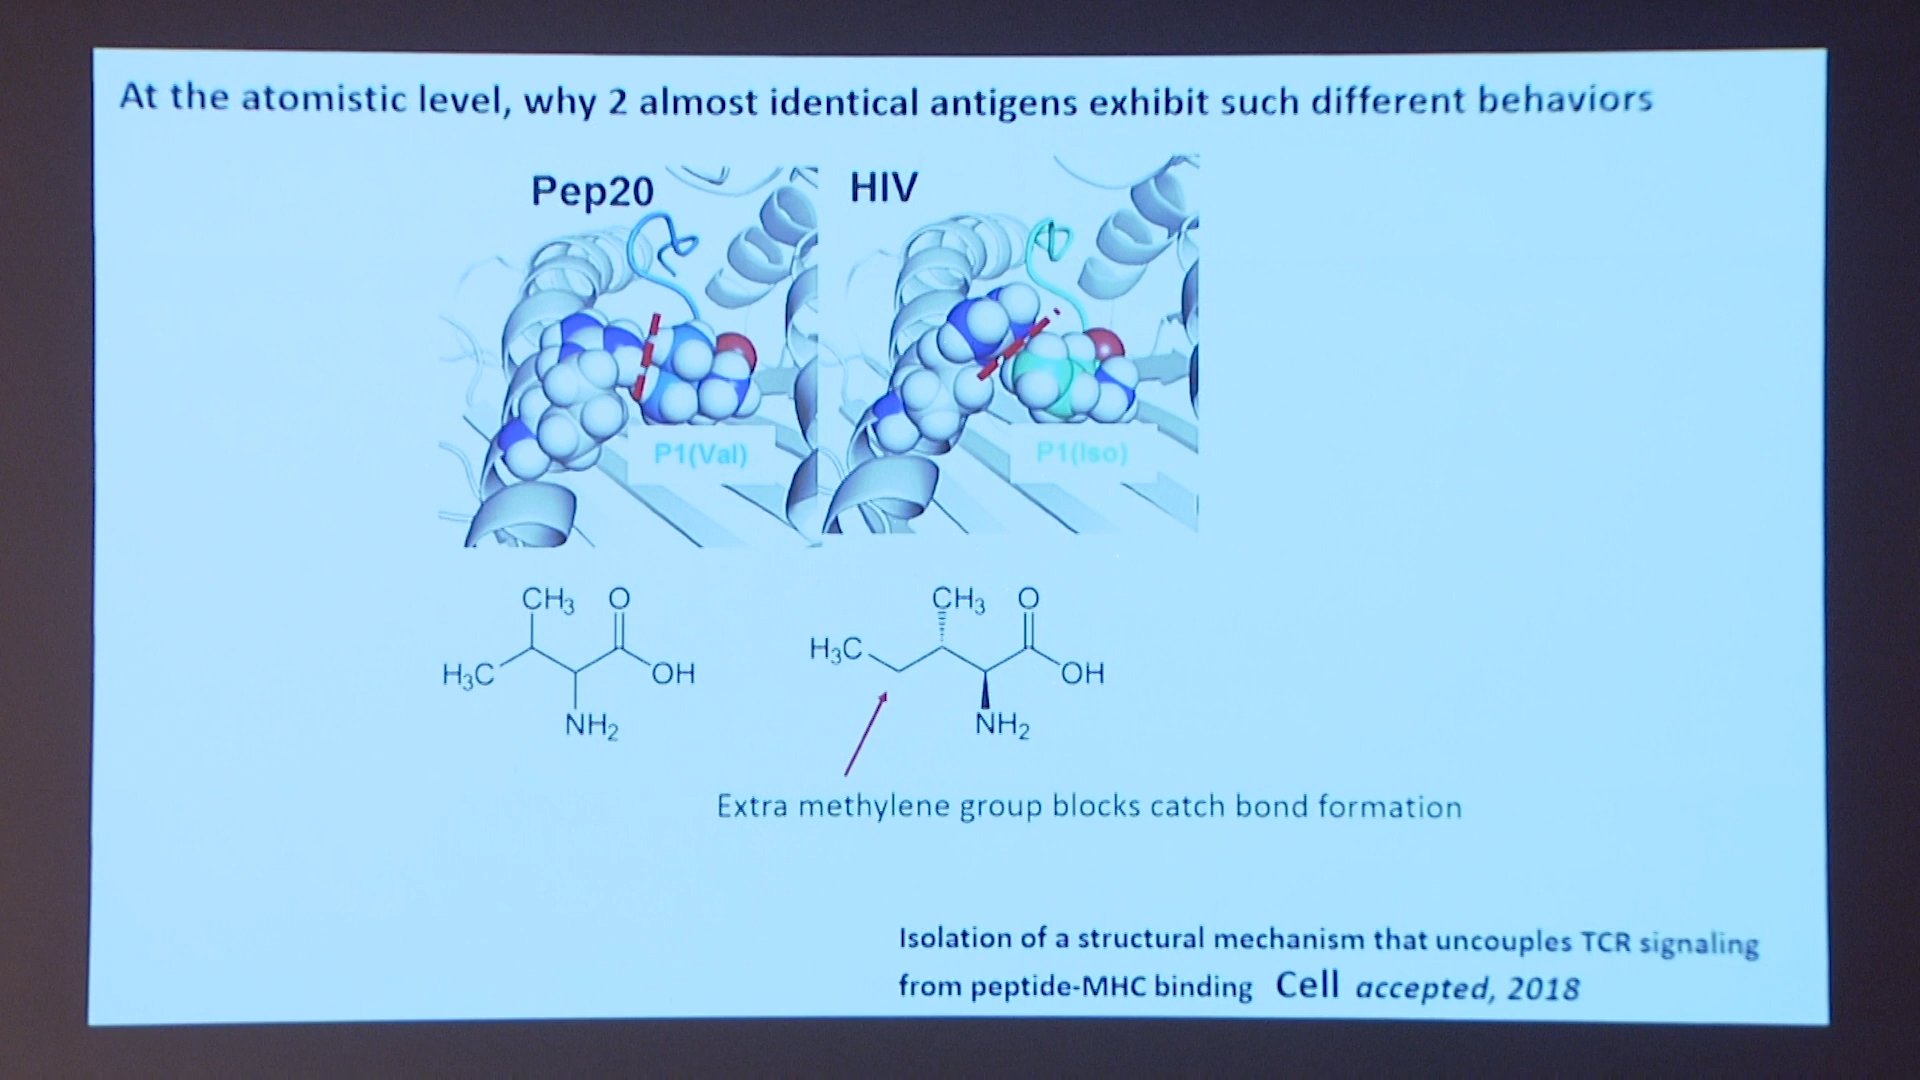 At the atomistic level, why 2 almost identical antigens exhibit such different behaviors
Pep20
HIV
P1(Val)
P1(Iso)
CH3 O
H3C
OH
NH2
CH3 O
H3C
OH
NH2
Extra methylene group blocks catch bond formation
Isolation of a structural mechanism that uncouples TCR signaling
from peptide-MHC binding Cell accepted, 2018